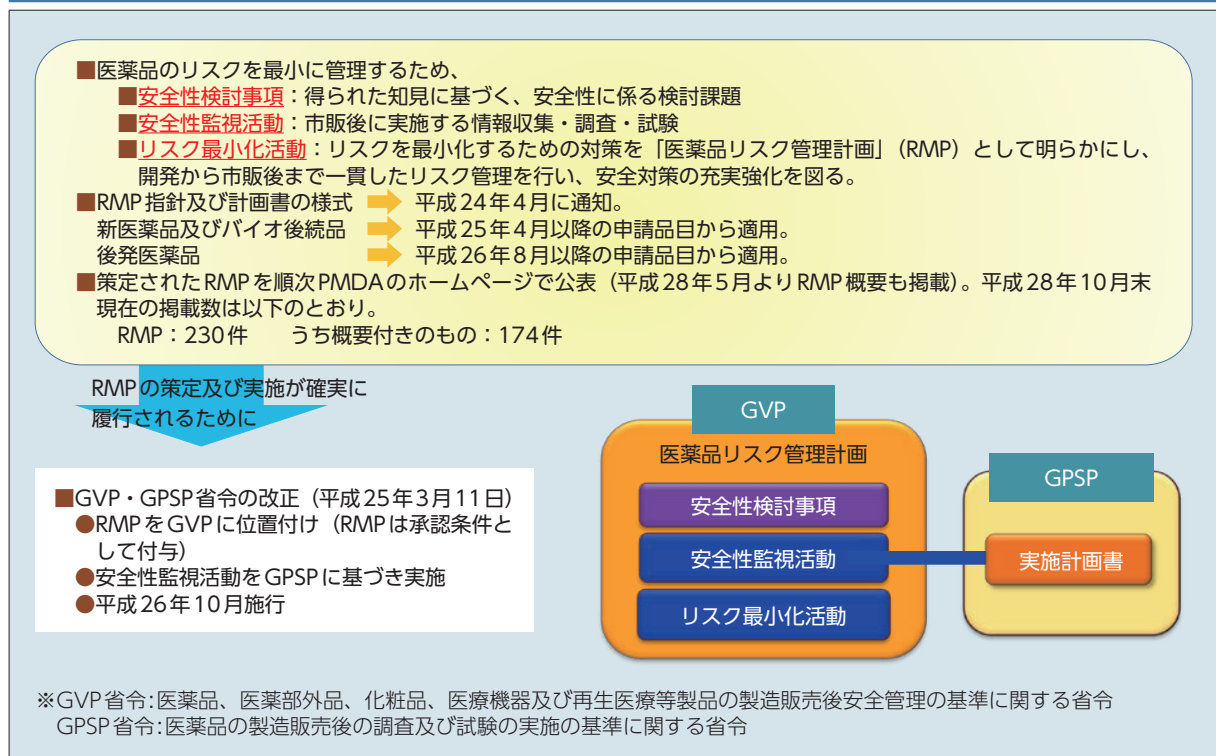 ■医薬品のリスクを最小に管理するため、
■安全性検討事項：得られた知見に基づく、安全性に係る検討課題
■安全性監視活動：市販後に実施する情報収集・調査・試験
■リスク最小化活動：リスクを最小化するための対策を「医薬品リスク管理計画」（RMP）として明らかにし、
開発から市販後まで一貫したリスク管理を行い、安全対策の充実強化を図る。
■RMP指針及び計画書の様式 ➡ 平成24年4月に通知。
新医薬品及びバイオ後続品 ➡ 平成25年4月以降の申請品目から適用。
後発医薬品 ➡ 平成26年8月以降の申請品目から適用。
■策定されたRMPを順次PMDAのホームページで公表（平成28年5月よりRMP概要も掲載）。平成28年10月末
現在の掲載数は以下のとおり。
RMP：230件　うち概要付きのもの：174件
RMPの策定及び実施が確実に
履行されるために
■GVP・GPSP省令の改正（平成25年3月11日）
●RMPをGVPに位置付け（RMPは承認条件と
して付与）
●安全性監視活動をGPSPに基づき実施
●平成26年10月施行
GVP
医薬品リスク管理計画
安全性検討事項
安全性監視活動
リスク最小化活動
GPSP
実施計画書
※GVP省令：医薬品、医薬部外品、化粧品、医療機器及び再生医療等製品の製造販売後安全管理の基準に関する省令
GPSP省令：医薬品の製造販売後の調査及び試験の実施の基準に関する省令